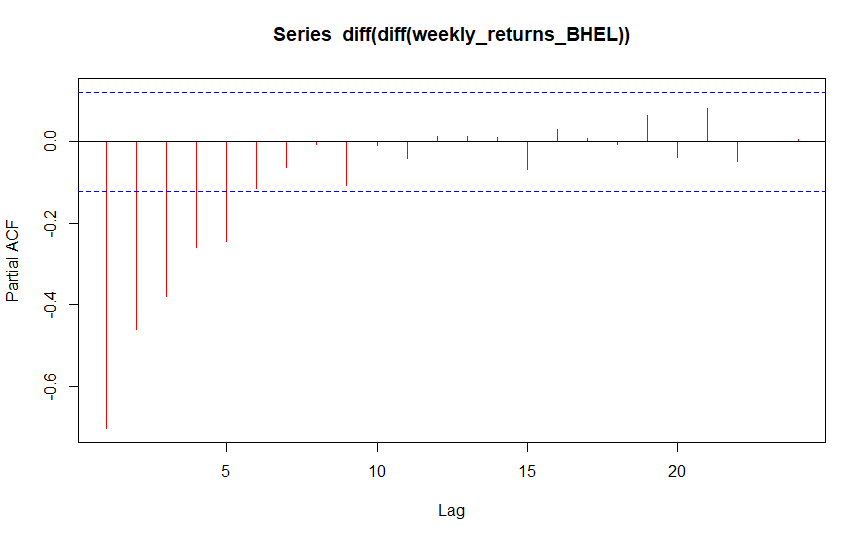 Series diff(diff(weekly_returns_BHEL))
Partial ACF
0.0
-0.2
-0.4
-0.6
5
10
15
20
Lag